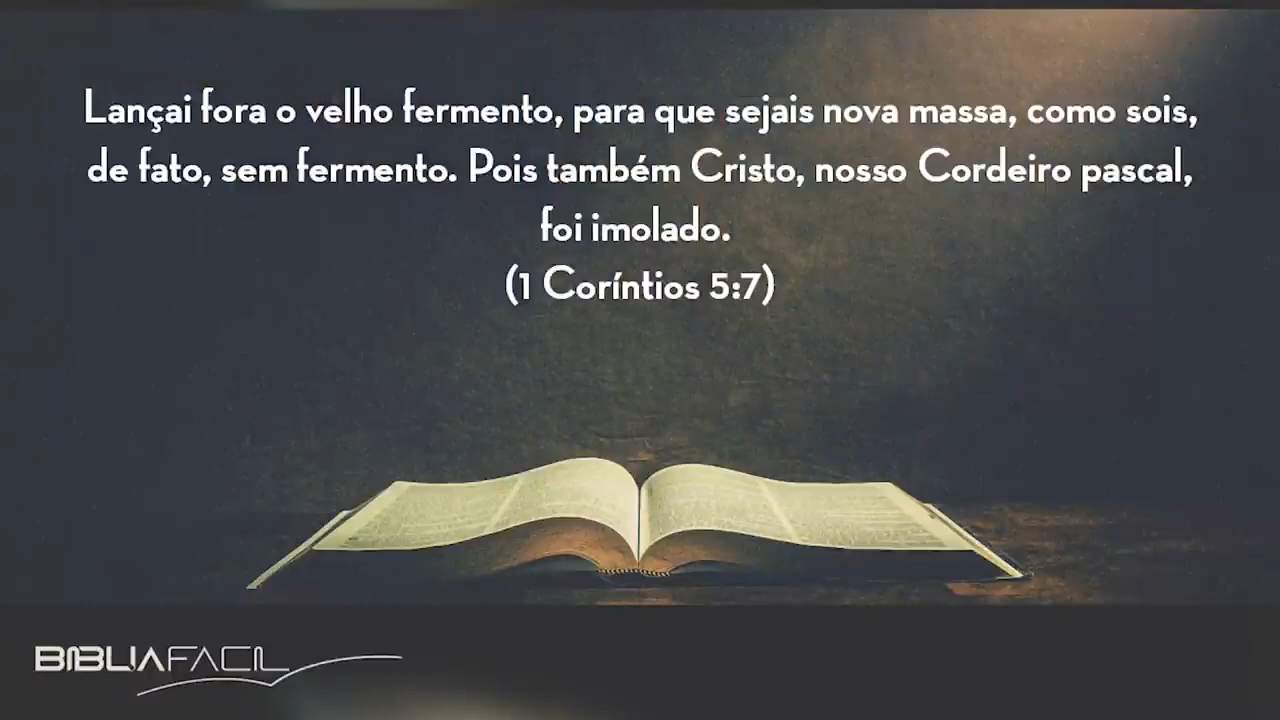 Lançai fora o velho fermento, para que sejais nova massa, como sois,
de fato, sem fermento. Pois também Cristo, nosso Cordeiro pascal,
foi imolado.
(1 Coríntios 5:7)
BIBLIAFACIL